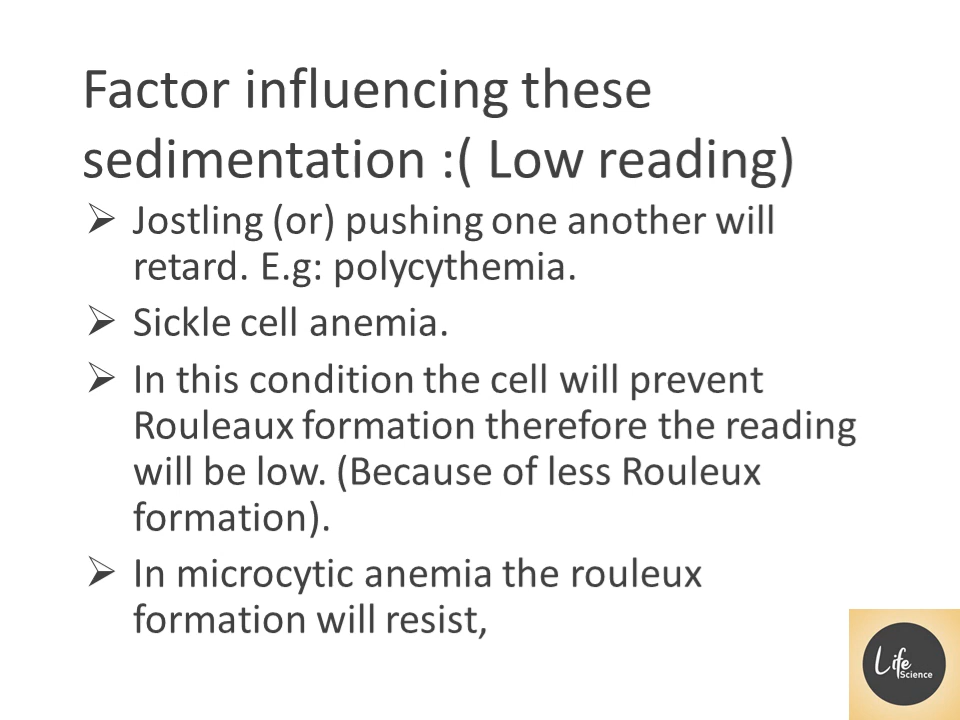 Factor influencing these
sedimentation :( Low reading)
Jostling (or) pushing one another will
retard. E.g: polycythemia.
Sickle cell anemia.
In this condition the cell will prevent
Rouleaux formation therefore the reading
will be low. (Because of less Rouleux
formation).
In microcytic anemia the rouleux
formation will resist,
Life
Science